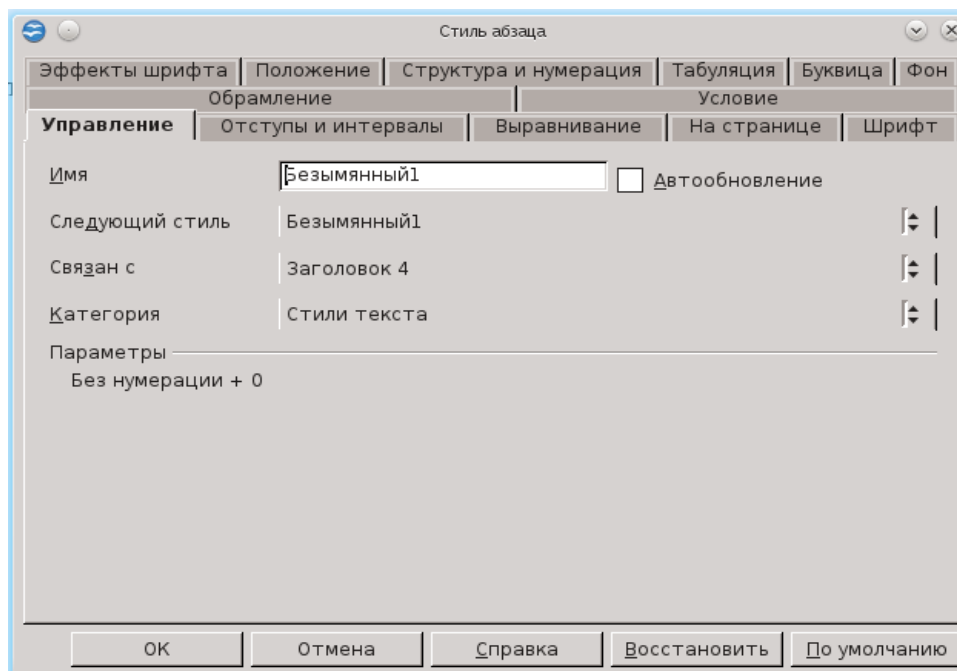 Стиль абзаца
Эффекты шрифта Положение Структура и нумерация Табуляция Буквица Фон
Обрамление Условие
Управление Отступы и интервалы Выравнивание На странице Шрифт
Имя Безымянный1 Автообновление
Следующий стиль Безымянный1
Связан с Заголовок 4
Категория Стили текста
Параметры
Без нумерации + 0
OK Отмена Справка Восстановить По умолчанию